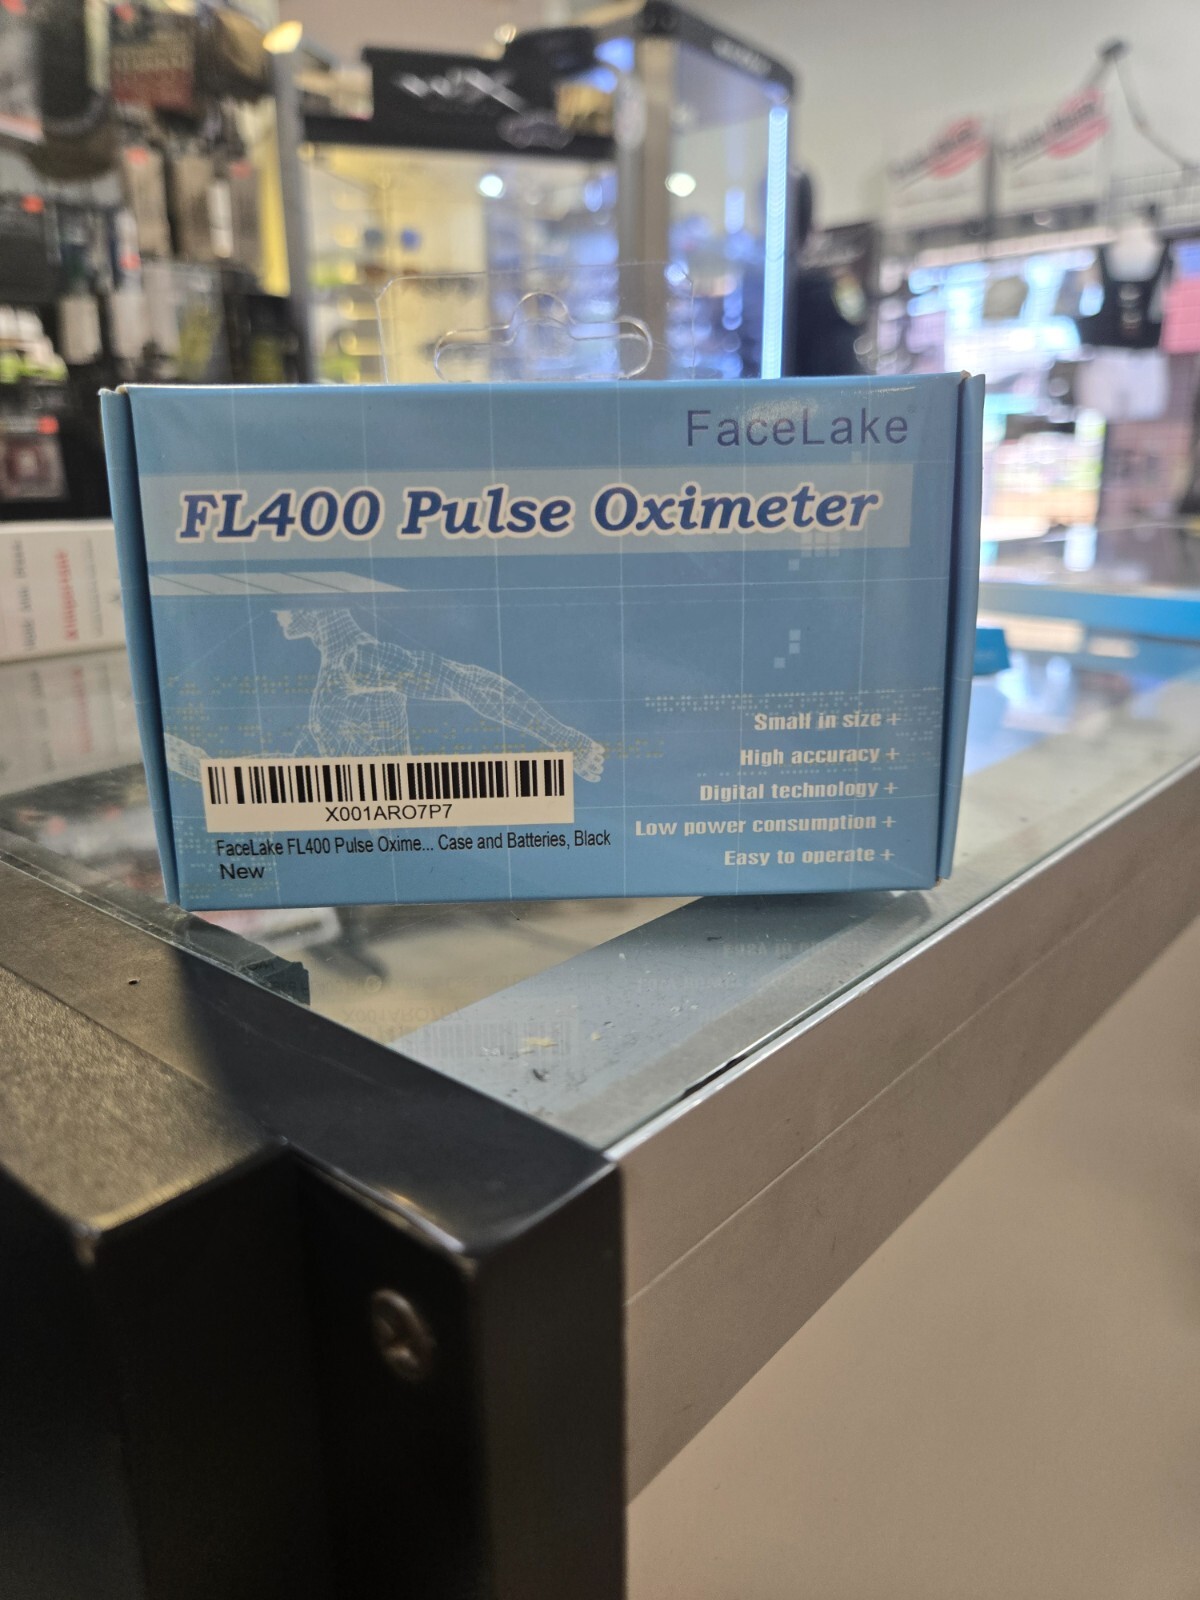 FaceLake
FL400 Pulse Oximeter
Small in size +
High accuracy +
Digital technology +
Low power consumption +
Easy to operate +
X001ARO7P7
FaceLake FL400 Pulse Oxime... Case and Batteries, Black
New